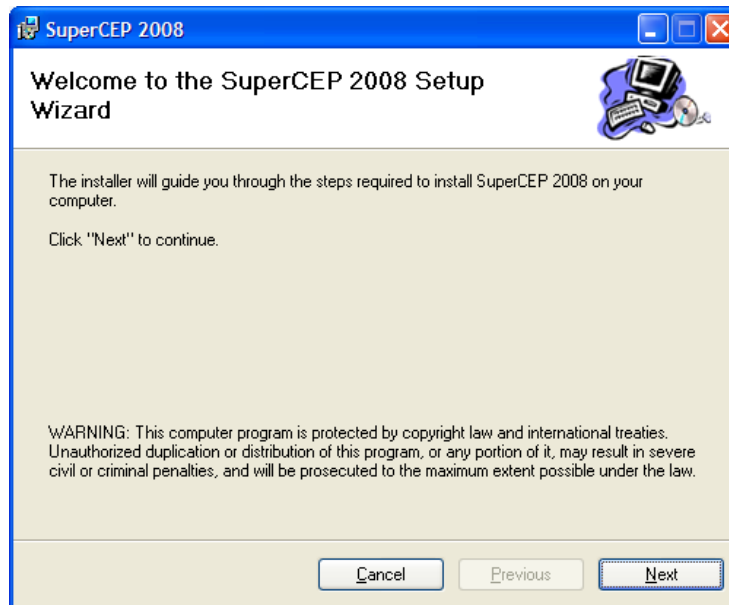 SuperCEP 2008
Welcome to the SuperCEP 2008 Setup
Wizard
The installer will guide you through the steps required to install SuperCEP 2008 on your
computer.
Click "Next" to continue.
WARNING: This computer program is protected by copyright law and international treaties.
Unauthorized duplication or distribution of this program, or any portion of it, may result in severe
civil or criminal penalties, and will be prosecuted to the maximum extent possible under the law.
Cancel Previous Next